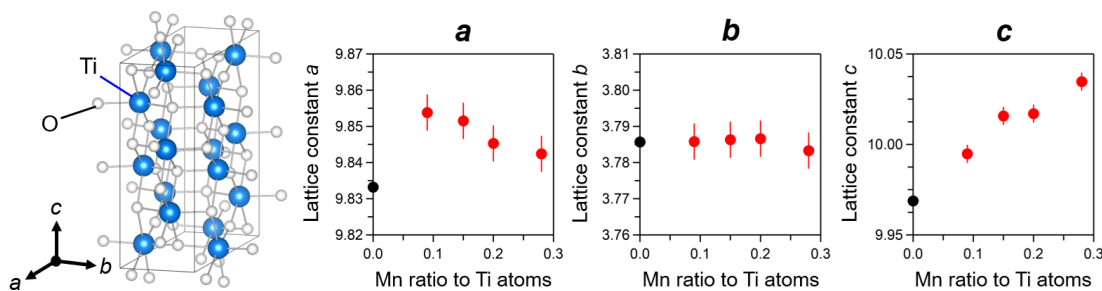 Ti
O
c
b
a
a
9.87
9.86
9.85
9.84
9.83
9.82
Lattice constant a
0.0
0.1
0.2
0.3
Mn ratio to Ti atoms
b
3.81
3.80
3.79
3.78
3.77
3.76
Lattice constant b
0.0
0.1
0.2
0.3
Mn ratio to Ti atoms
c
10.05
10.00
9.95
Lattice constant c
0.0
0.1
0.2
0.3
Mn ratio to Ti atoms